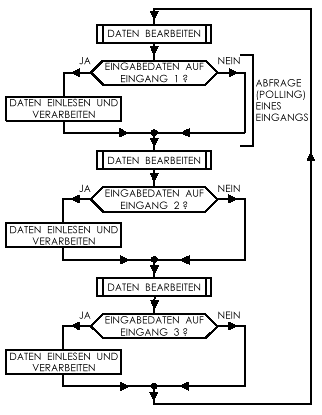 DATEN BEARBEITEN
JA
EINGABEDATEN AUF
EINGANG 1 ?
NEIN
DATEN EINLESEN UND
VERARBEITEN
ABFRAGE
(POLLING)
EINES
EINGANGS
DATEN BEARBEITEN
JA
EINGABEDATEN AUF
EINGANG 2 ?
NEIN
DATEN EINLESEN UND
VERARBEITEN
DATEN BEARBEITEN
JA
EINGABEDATEN AUF
EINGANG 3 ?
NEIN
DATEN EINLESEN UND
VERARBEITEN